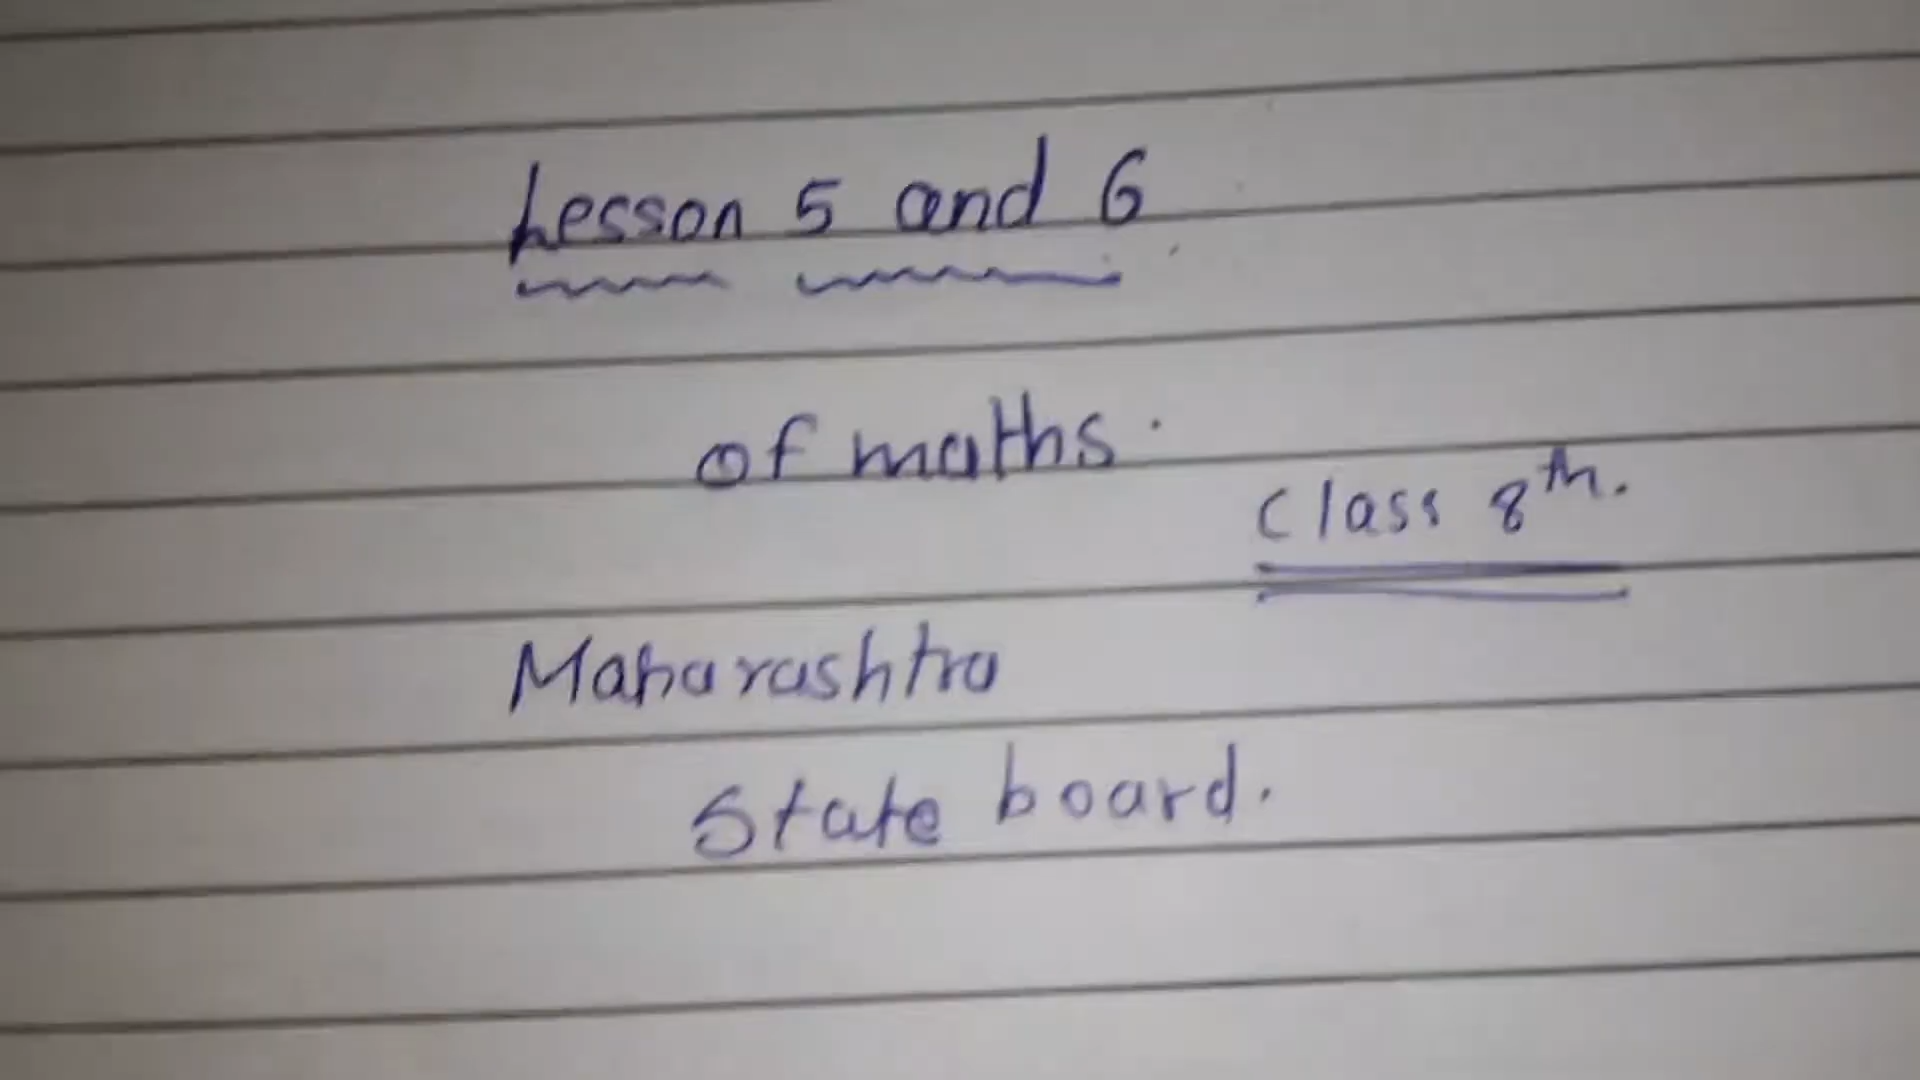 Lesson 5 and 6
of maths.
Class 8th.
Maharashtra
State board.